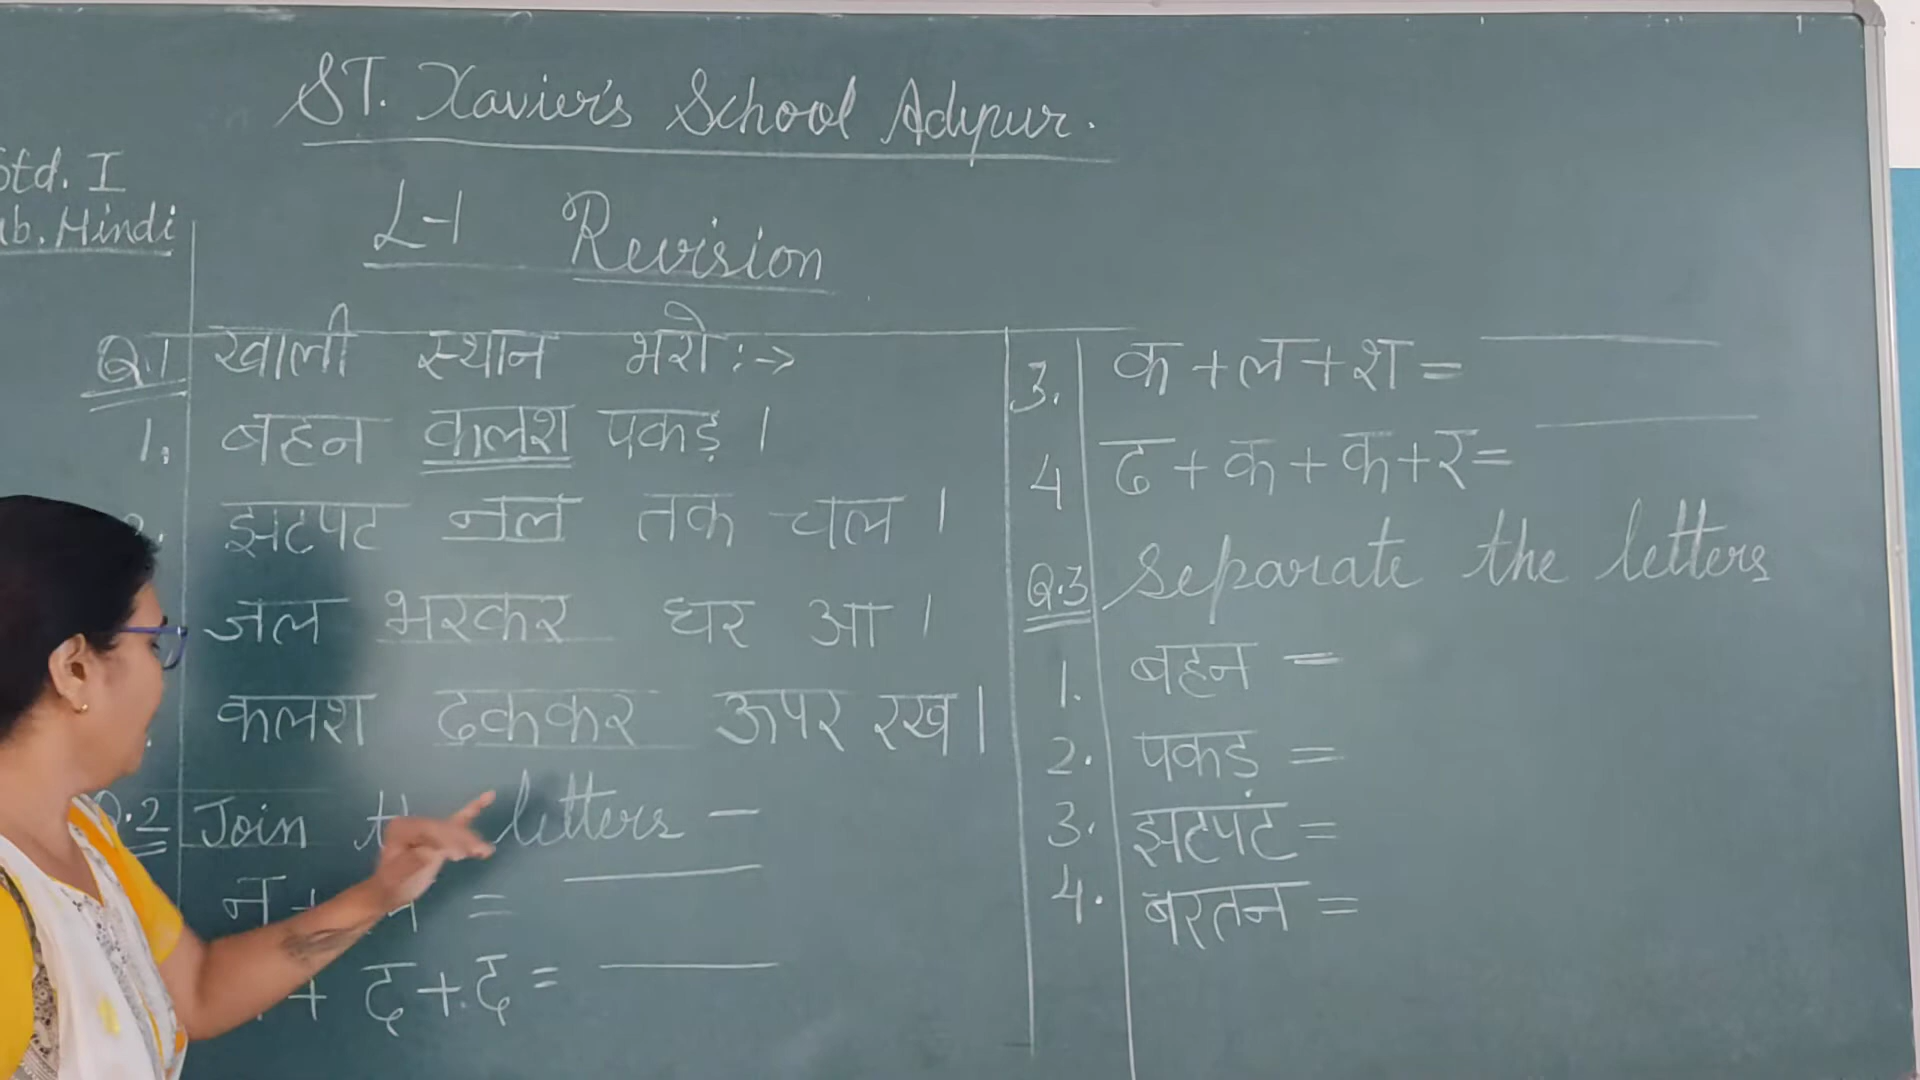 ST. Xavier's School Adipur.
Std. I
Sub. Hindi
L-1 Revision
Q.1 खाली स्थान भरो :->
1. बहन कलश पकड़ ।
2. झटपट नल तक चल ।
जल भरकर घर आ ।
कलश ढककर ऊपर रख ।
Q.2 Join the letters -
न + =
+ द + द =
3. क + ल + श =
4 ढ + क + क + र =
Q.3 Separate the letters
1. बहन =
2. पकड़ =
3. झटपट =
4. बरतन =